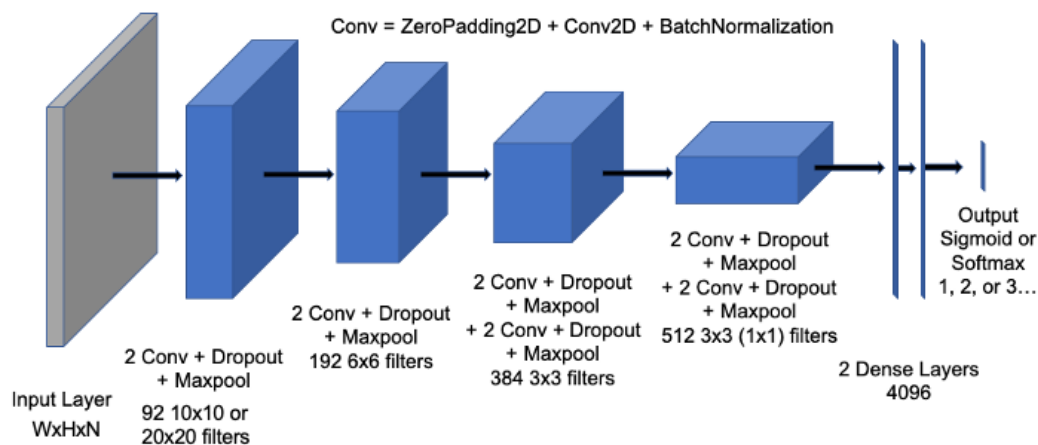 Conv = ZeroPadding2D + Conv2D + BatchNormalization
Input Layer
WxHxN
2 Conv + Dropout
+ Maxpool
92 10x10 or
20x20 filters
2 Conv + Dropout
+ Maxpool
192 6x6 filters
2 Conv + Dropout
+ Maxpool
+ 2 Conv + Dropout
+ Maxpool
384 3x3 filters
2 Conv + Dropout
+ Maxpool
+ 2 Conv + Dropout
+ Maxpool
512 3x3 (1x1) filters
2 Dense Layers
4096
Output
Sigmoid or
Softmax
1, 2, or 3...